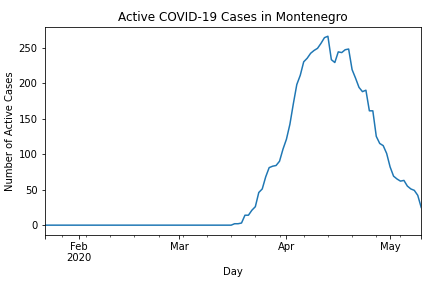 Active COVID-19 Cases in Montenegro
Number of Active Cases
250
200
150
100
50
0
Feb Mar Apr May
2020
Day